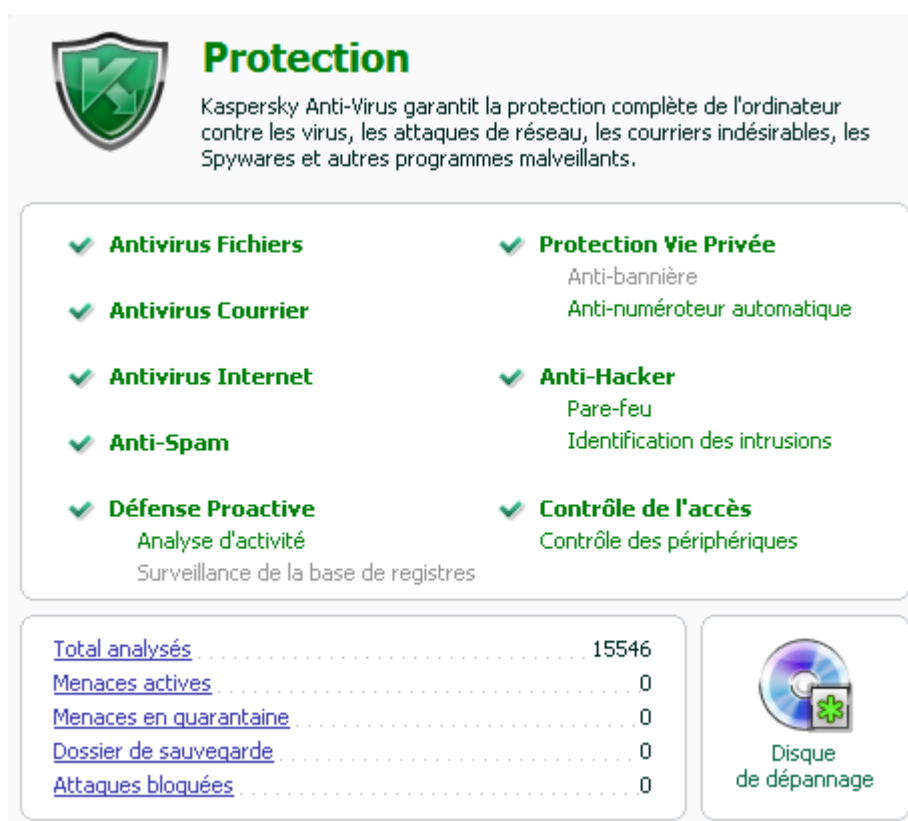 Protection
Kaspersky Anti-Virus garantit la protection complète de l'ordinateur
contre les virus, les attaques de réseau, les courriers indésirables, les
Spywares et autres programmes malveillants.
Antivirus Fichiers
Antivirus Courrier
Antivirus Internet
Anti-Spam
Défense Proactive
Analyse d'activité
Surveillance de la base de registres
Protection Vie Privée
Anti-bannière
Anti-numéroteur automatique
Anti-Hacker
Pare-feu
Identification des intrusions
Contrôle de l'accès
Contrôle des périphériques
Total analysés 15546
Menaces actives 0
Menaces en quarantaine 0
Dossier de sauvegarde 0
Attaques bloquées 0
Disque
de dépannage